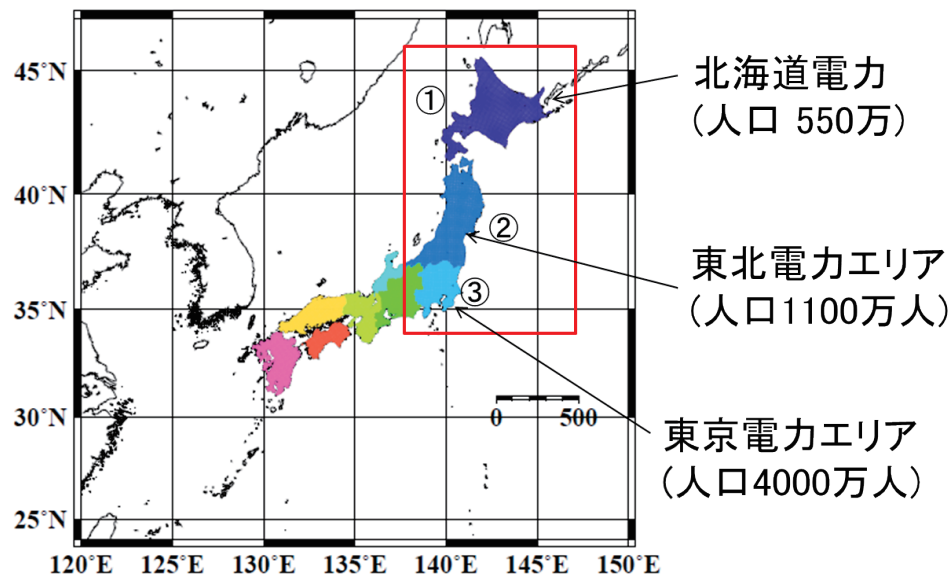 45°N
40°N
35°N
30°N
25°N
120°E
125°E
130°E
135°E
140°E
145°E
150°E
①
②
③
0
500
北海道電力
(人口 550万)
東北電力エリア
(人口1100万人)
東京電力エリア
(人口4000万人)